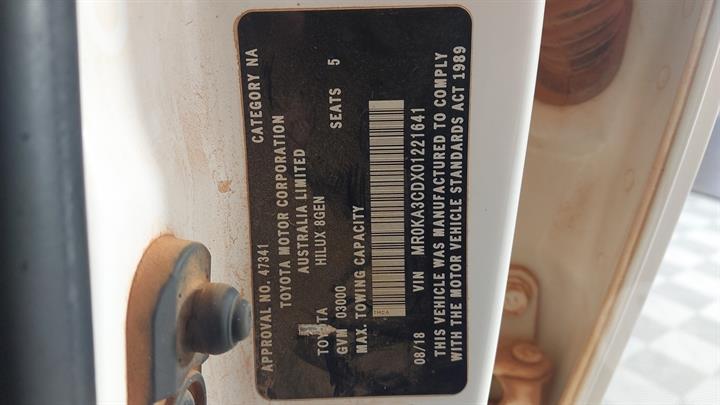 APPROVAL NO. 47341 CATEGORY NA
TOYOTA MOTOR CORPORATION
AUSTRALIA LIMITED
TOYOTA HILUX 8GEN
GVM 03000 SEATS 5
MAX. TOWING CAPACITY
TMCA
08/18 VIN MR0KA3CDX01221641
THIS VEHICLE WAS MANUFACTURED TO COMPLY
WITH THE MOTOR VEHICLE STANDARDS ACT 1989